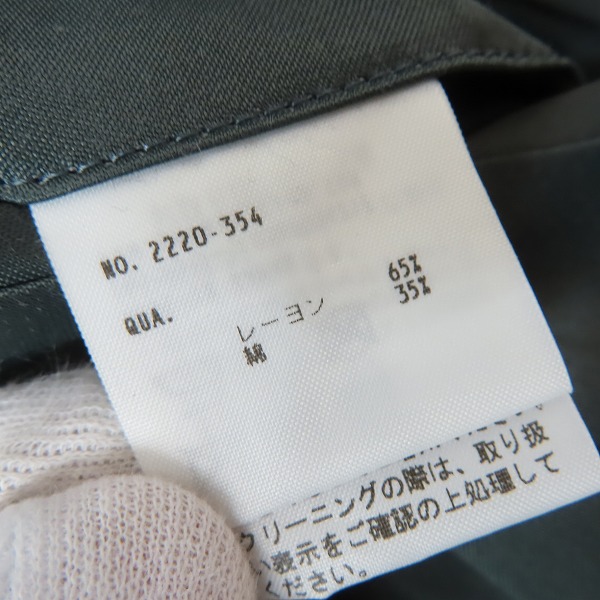 NO. 2220-354
QUA.
レーヨン 65%
綿 35%
クリーニングの際は、取り扱
い表示をご確認の上処理して
ください。